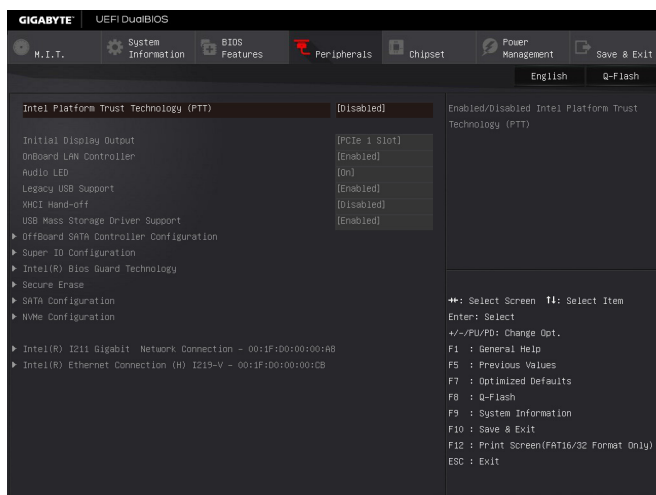 GIGABYTE™ UEFI DualBIOS
M.I.T.
System Information
BIOS Features
Peripherals
Chipset
Power Management
Save & Exit
English
Q-Flash
Intel Platform Trust Technology (PTT) [Disabled]
Initial Display Output [PCIe 1 Slot]
OnBoard LAN Controller [Enabled]
Audio LED [On]
Legacy USB Support [Enabled]
XHCI Hand-off [Disabled]
USB Mass Storage Driver Support [Enabled]
OffBoard SATA Controller Configuration
Super IO Configuration
Intel(R) Bios Guard Technology
Secure Erase
SATA Configuration
NVMe Configuration
Intel(R) I211 Gigabit Network Connection - 00:1F:D0:00:00:AB
Intel(R) Ethernet Connection (H) I219-V - 00:1F:D0:00:00:CB
Enabled/Disabled Intel Platform Trust
Technology (PTT)
→←: Select Screen ↑↓: Select Item
Enter: Select
+/-/PU/PD: Change Opt.
F1 : General Help
F5 : Previous Values
F7 : Optimized Defaults
F8 : Q-Flash
F9 : System Information
F10 : Save & Exit
F12 : Print Screen(FAT16/32 Format Only)
ESC : Exit